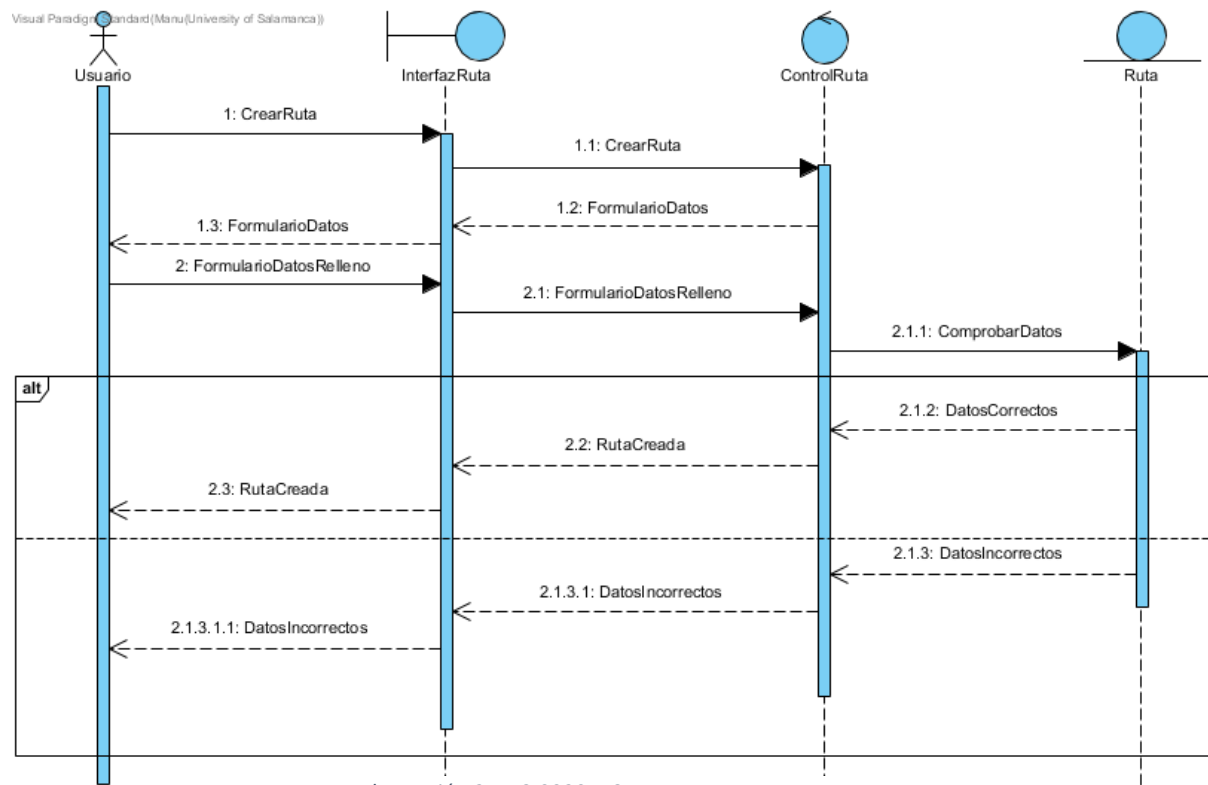 Visual Paradigm Standard(Manu(University of Salamanca))
Usuario
InterfazRuta
ControlRuta
Ruta
1: CrearRuta
1.1: CrearRuta
1.2: FormularioDatos
1.3: FormularioDatos
2: FormularioDatosRelleno
2.1: FormularioDatosRelleno
2.1.1: ComprobarDatos
alt
2.1.2: DatosCorrectos
2.2: RutaCreada
2.3: RutaCreada
2.1.3: DatosIncorrectos
2.1.3.1: DatosIncorrectos
2.1.3.1.1: DatosIncorrectos